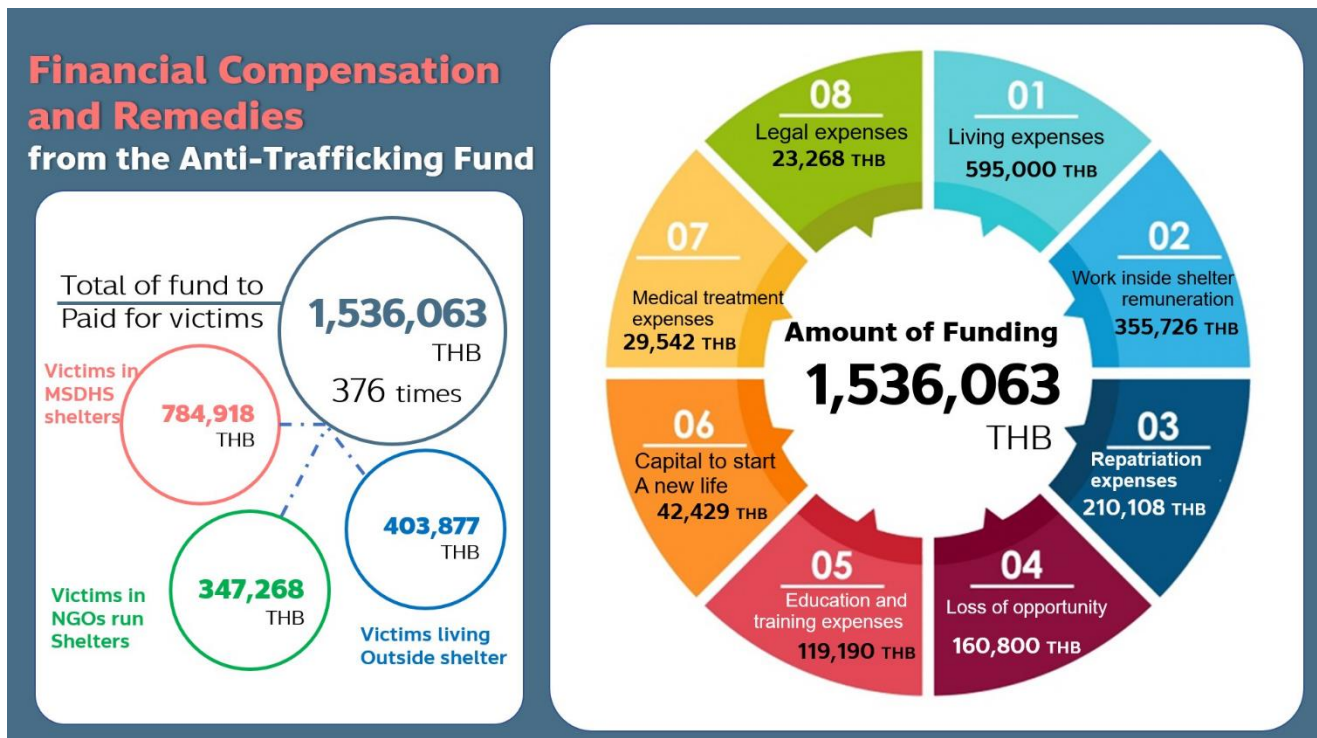 Financial Compensation
and Remedies
from the Anti-Trafficking Fund
Total of fund to
Paid for victims
1,536,063
THB
376 times
Victims in
MSDHS
shelters
784,918
THB
403,877
THB
Victims living
Outside shelter
347,268
THB
Victims in
NGOs run
Shelters
Amount of Funding
1,536,063
THB
01
Living expenses
595,000 THB
02
Work inside shelter
remuneration
355,726 THB
03
Repatriation
expenses
210,108 THB
04
Loss of opportunity
160,800 THB
05
Education and
training expenses
119,190 THB
06
Capital to start
A new life
42,429 THB
07
Medical treatment
expenses
29,542 THB
08
Legal expenses
23,268 THB